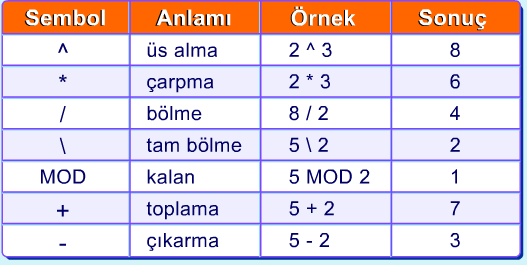 Sembol Anlamı Örnek Sonuç
^ üs alma 2 ^ 3 8
* çarpma 2 * 3 6
/ bölme 8 / 2 4
\ tam bölme 5 \ 2 2
MOD kalan 5 MOD 2 1
+ toplama 5 + 2 7
- çıkarma 5 - 2 3